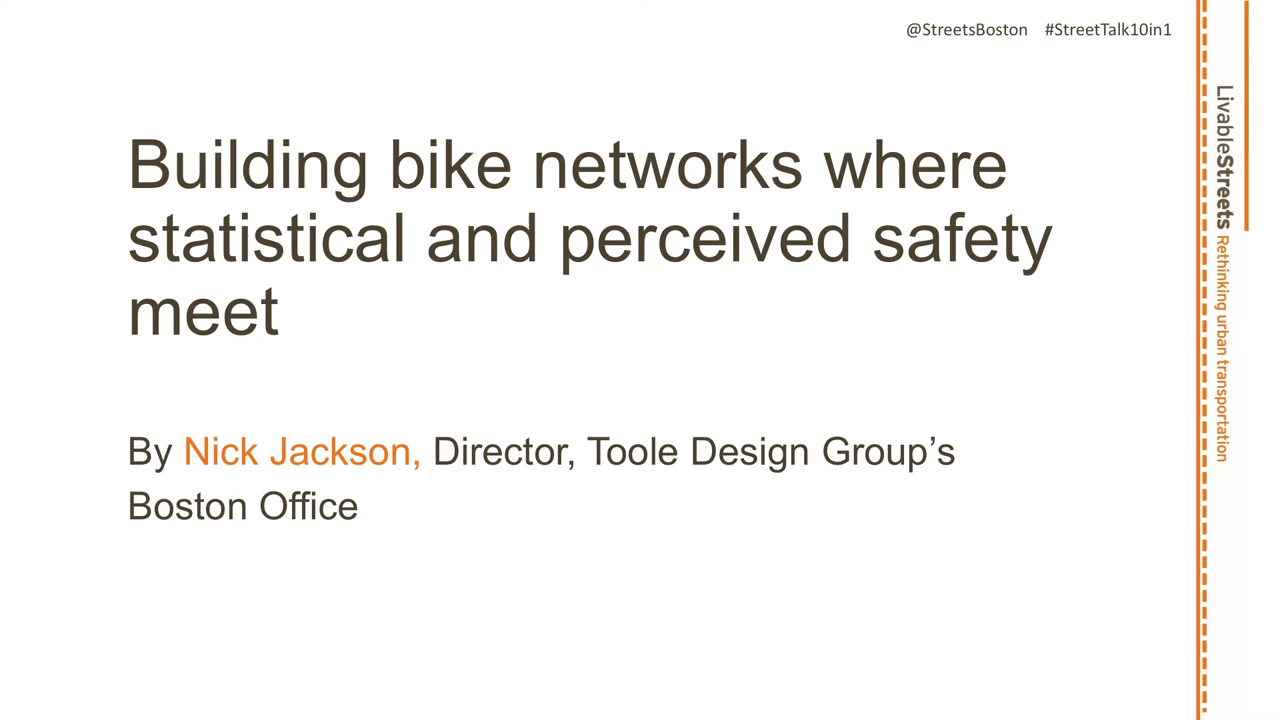 @StreetsBoston #StreetTalk10in1
Building bike networks where
statistical and perceived safety
meet
By Nick Jackson, Director, Toole Design Group’s
Boston Office
LivableStreets Rethinking urban transportation